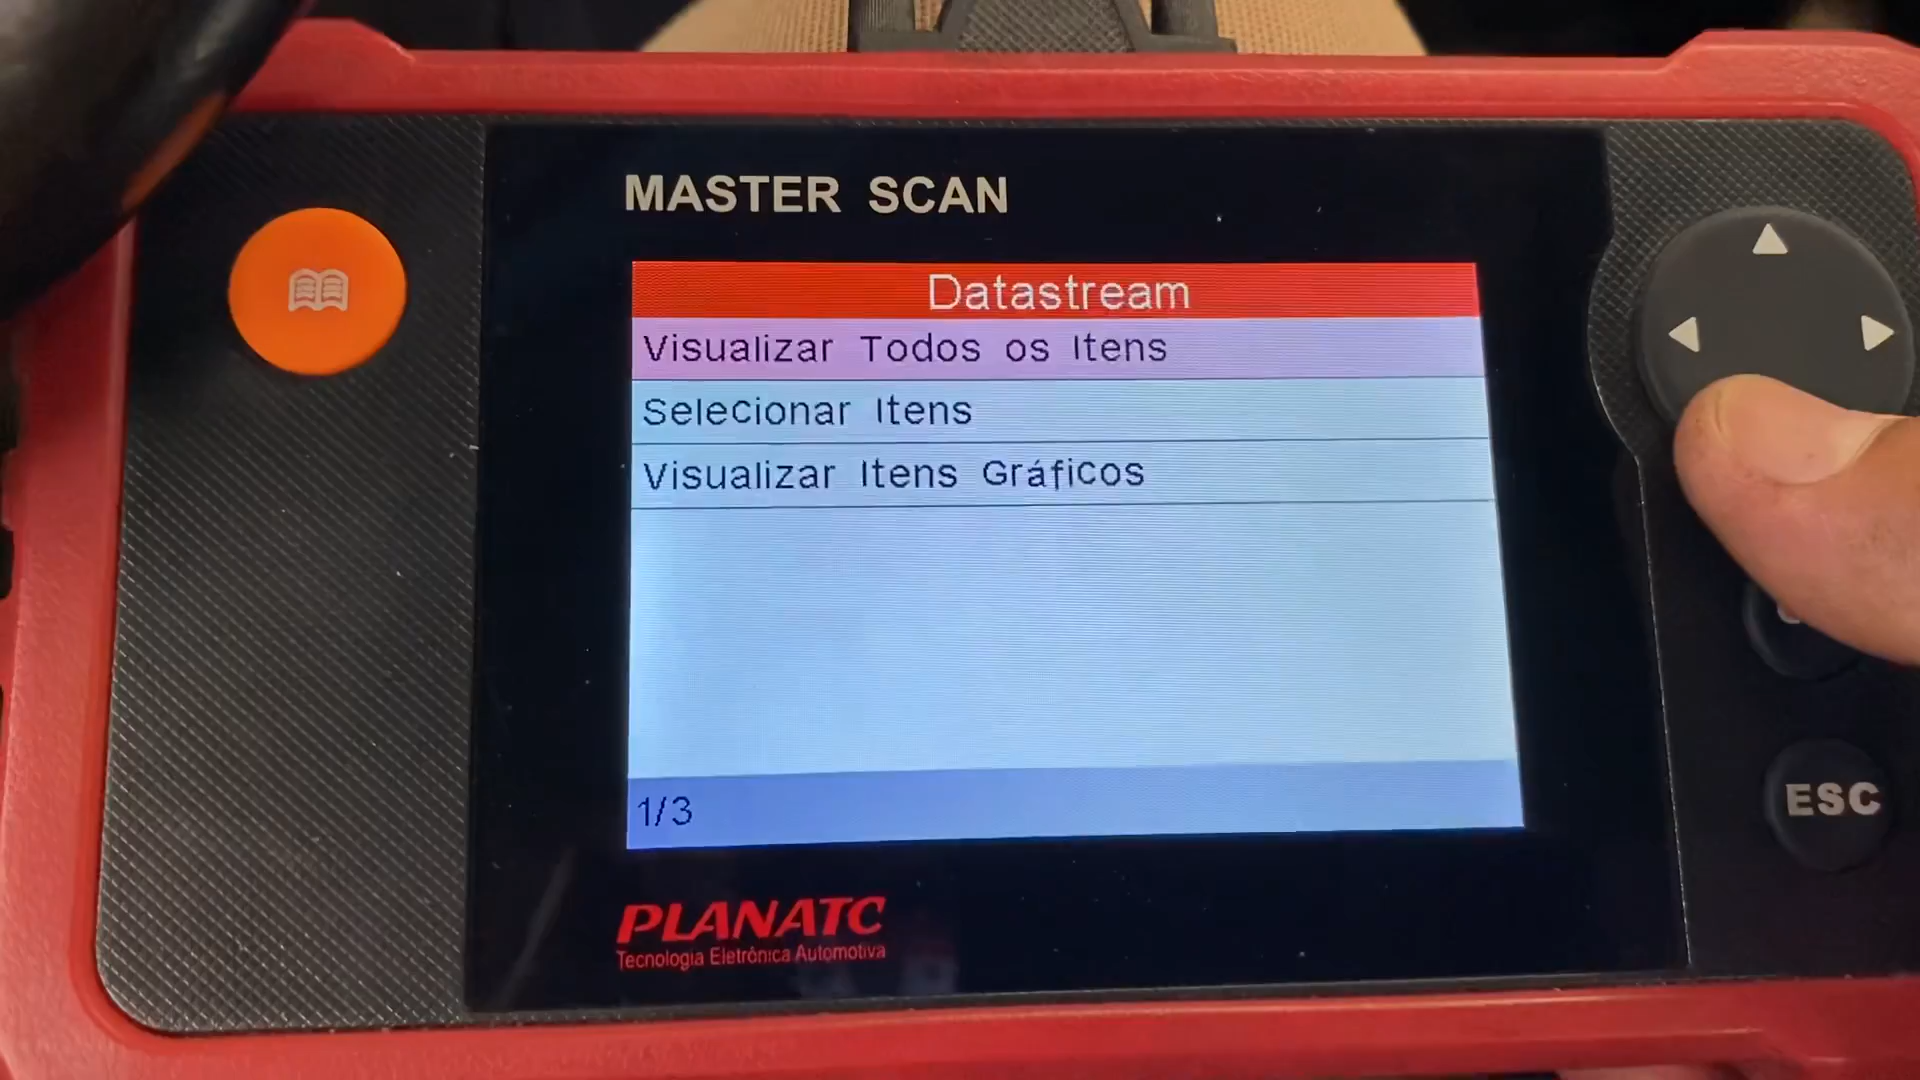 MASTER SCAN
Datastream
Visualizar Todos os Itens
Selecionar Itens
Visualizar Itens Gráficos
1/3
ESC
PLANATC
Tecnologia Eletrônica Automotiva